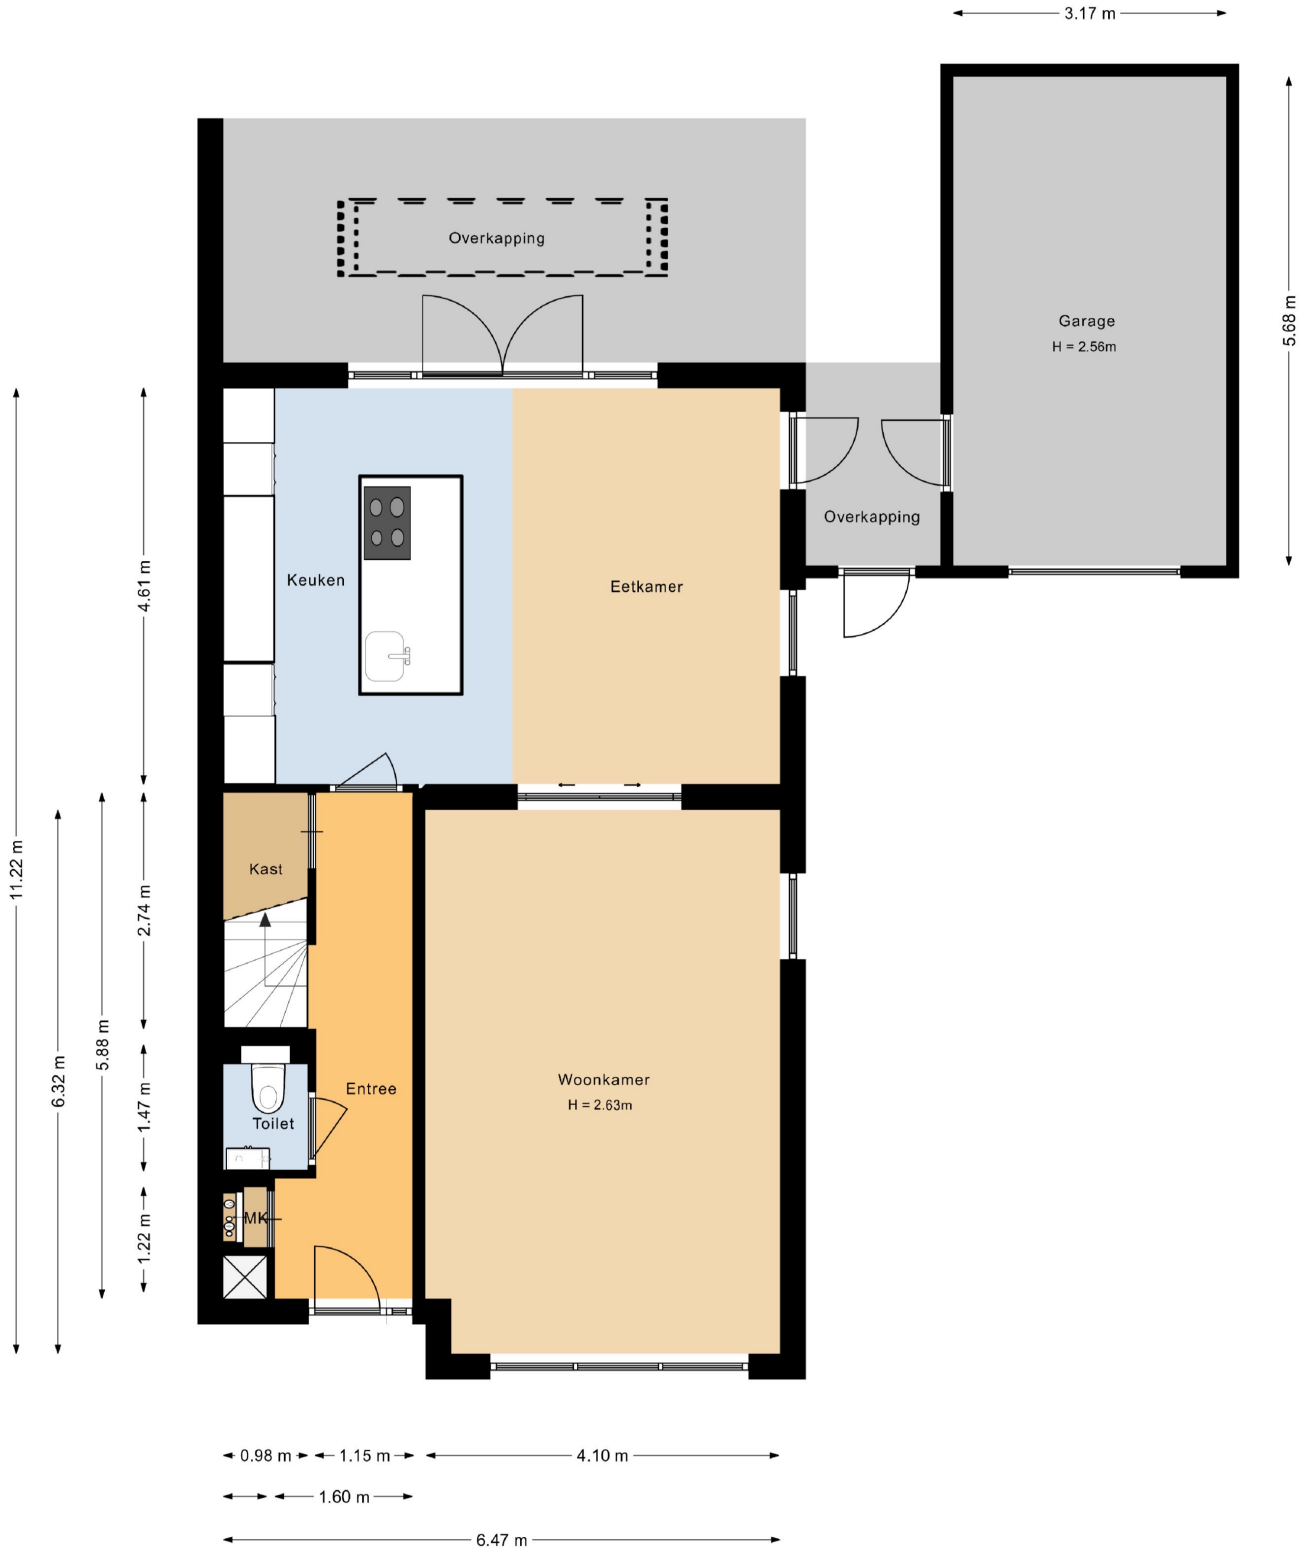 3.17 m
Overkapping
Garage
H = 2.56m
5.68 m
Overkapping
Keuken
Eetkamer
4.61 m
11.22 m
Kast
2.74 m
5.88 m
6.32 m
Entree
Woonkamer
H = 2.63m
Toilet
1.47 m
MK
1.22 m
0.98 m
1.15 m
4.10 m
1.60 m
6.47 m